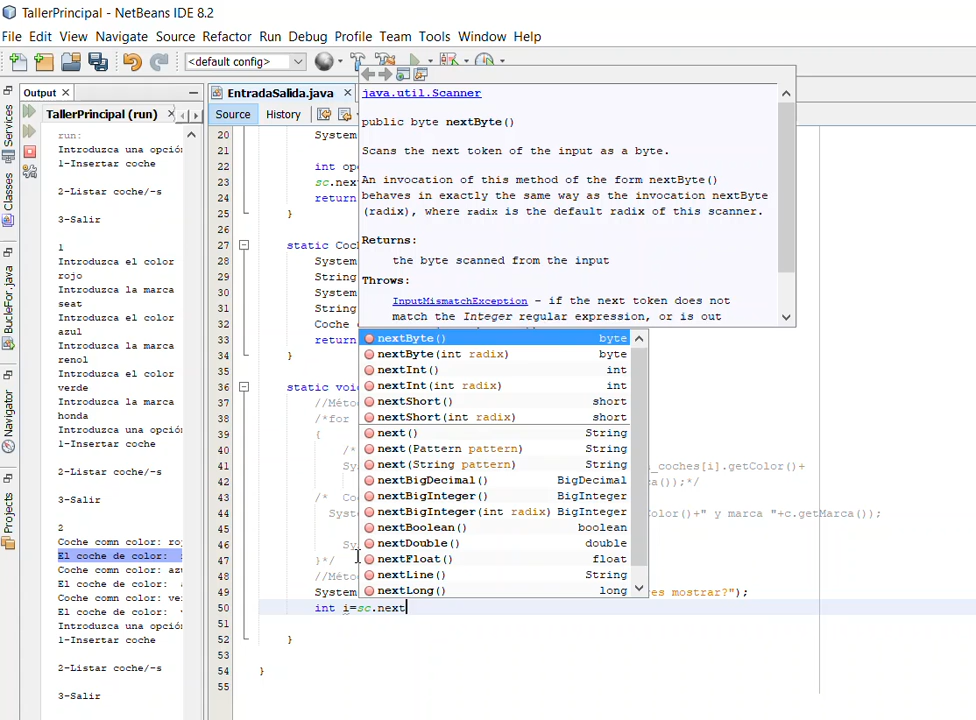 TallerPrincipal - NetBeans IDE 8.2
File Edit View Navigate Source Refactor Run Debug Profile Team Tools Window Help
<default config>
Output
TallerPrincipal (run)
run:
Introduzca una opció
1-Insertar coche
2-Listar coche/-s
3-Salir
1
Introduzca el color
rojo
Introduzca la marca
seat
Introduzca el color
azul
Introduzca la marca
renol
Introduzca el color
verde
Introduzca la marca
honda
Introduzca una opció
1-Insertar coche
2-Listar coche/-s
3-Salir
2
Coche comn color: ro
El coche de color:
Coche comn color: az
El coche de color:
Coche comn color: ve
El coche de color:
Introduzca una opció
1-Insertar coche
2-Listar coche/-s
3-Salir
Services
Classes
BucleFor.java
Navigator
Projects
EntradaSalida.java
Source History
java.util.Scanner
public byte nextByte()
Scans the next token of the input as a byte.
An invocation of this method of the form nextByte()
behaves in exactly the same way as the invocation nextByte
(radix), where radix is the default radix of this scanner.
Returns:
the byte scanned from the input
Throws:
InputMismatchException - if the next token does not
match the Integer regular expression, or is out
nextByte() byte
nextByte(int radix) byte
nextInt() int
nextInt(int radix) int
nextShort() short
nextShort(int radix) short
next() String
next(Pattern pattern) String
next(String pattern) String
nextBigDecimal() BigDecimal
nextBigInteger() BigInteger
nextBigInteger(int radix) BigInteger
nextBoolean() boolean
nextDouble() double
nextFloat() float
nextLine() String
nextLong() long
20 System
21
22 int op
23 sc.nex
24 return
25 }
26
27 static Coc
28 System
29 String
30 System
31 String
32 Coche
33 return
34 }
35
36 static voi
37 //Méto
38 /*for
39 {
40 /*
41 Sy _coches[i].getColor()+
42 ca());*/
43 /* Co
44 System Color()+" y marca "+c.getMarca());
45
46 Sy
47 }*/
48 //Méto
49 System es mostrar?");
50 int i=sc.next
51
52 }
53
54 }
55